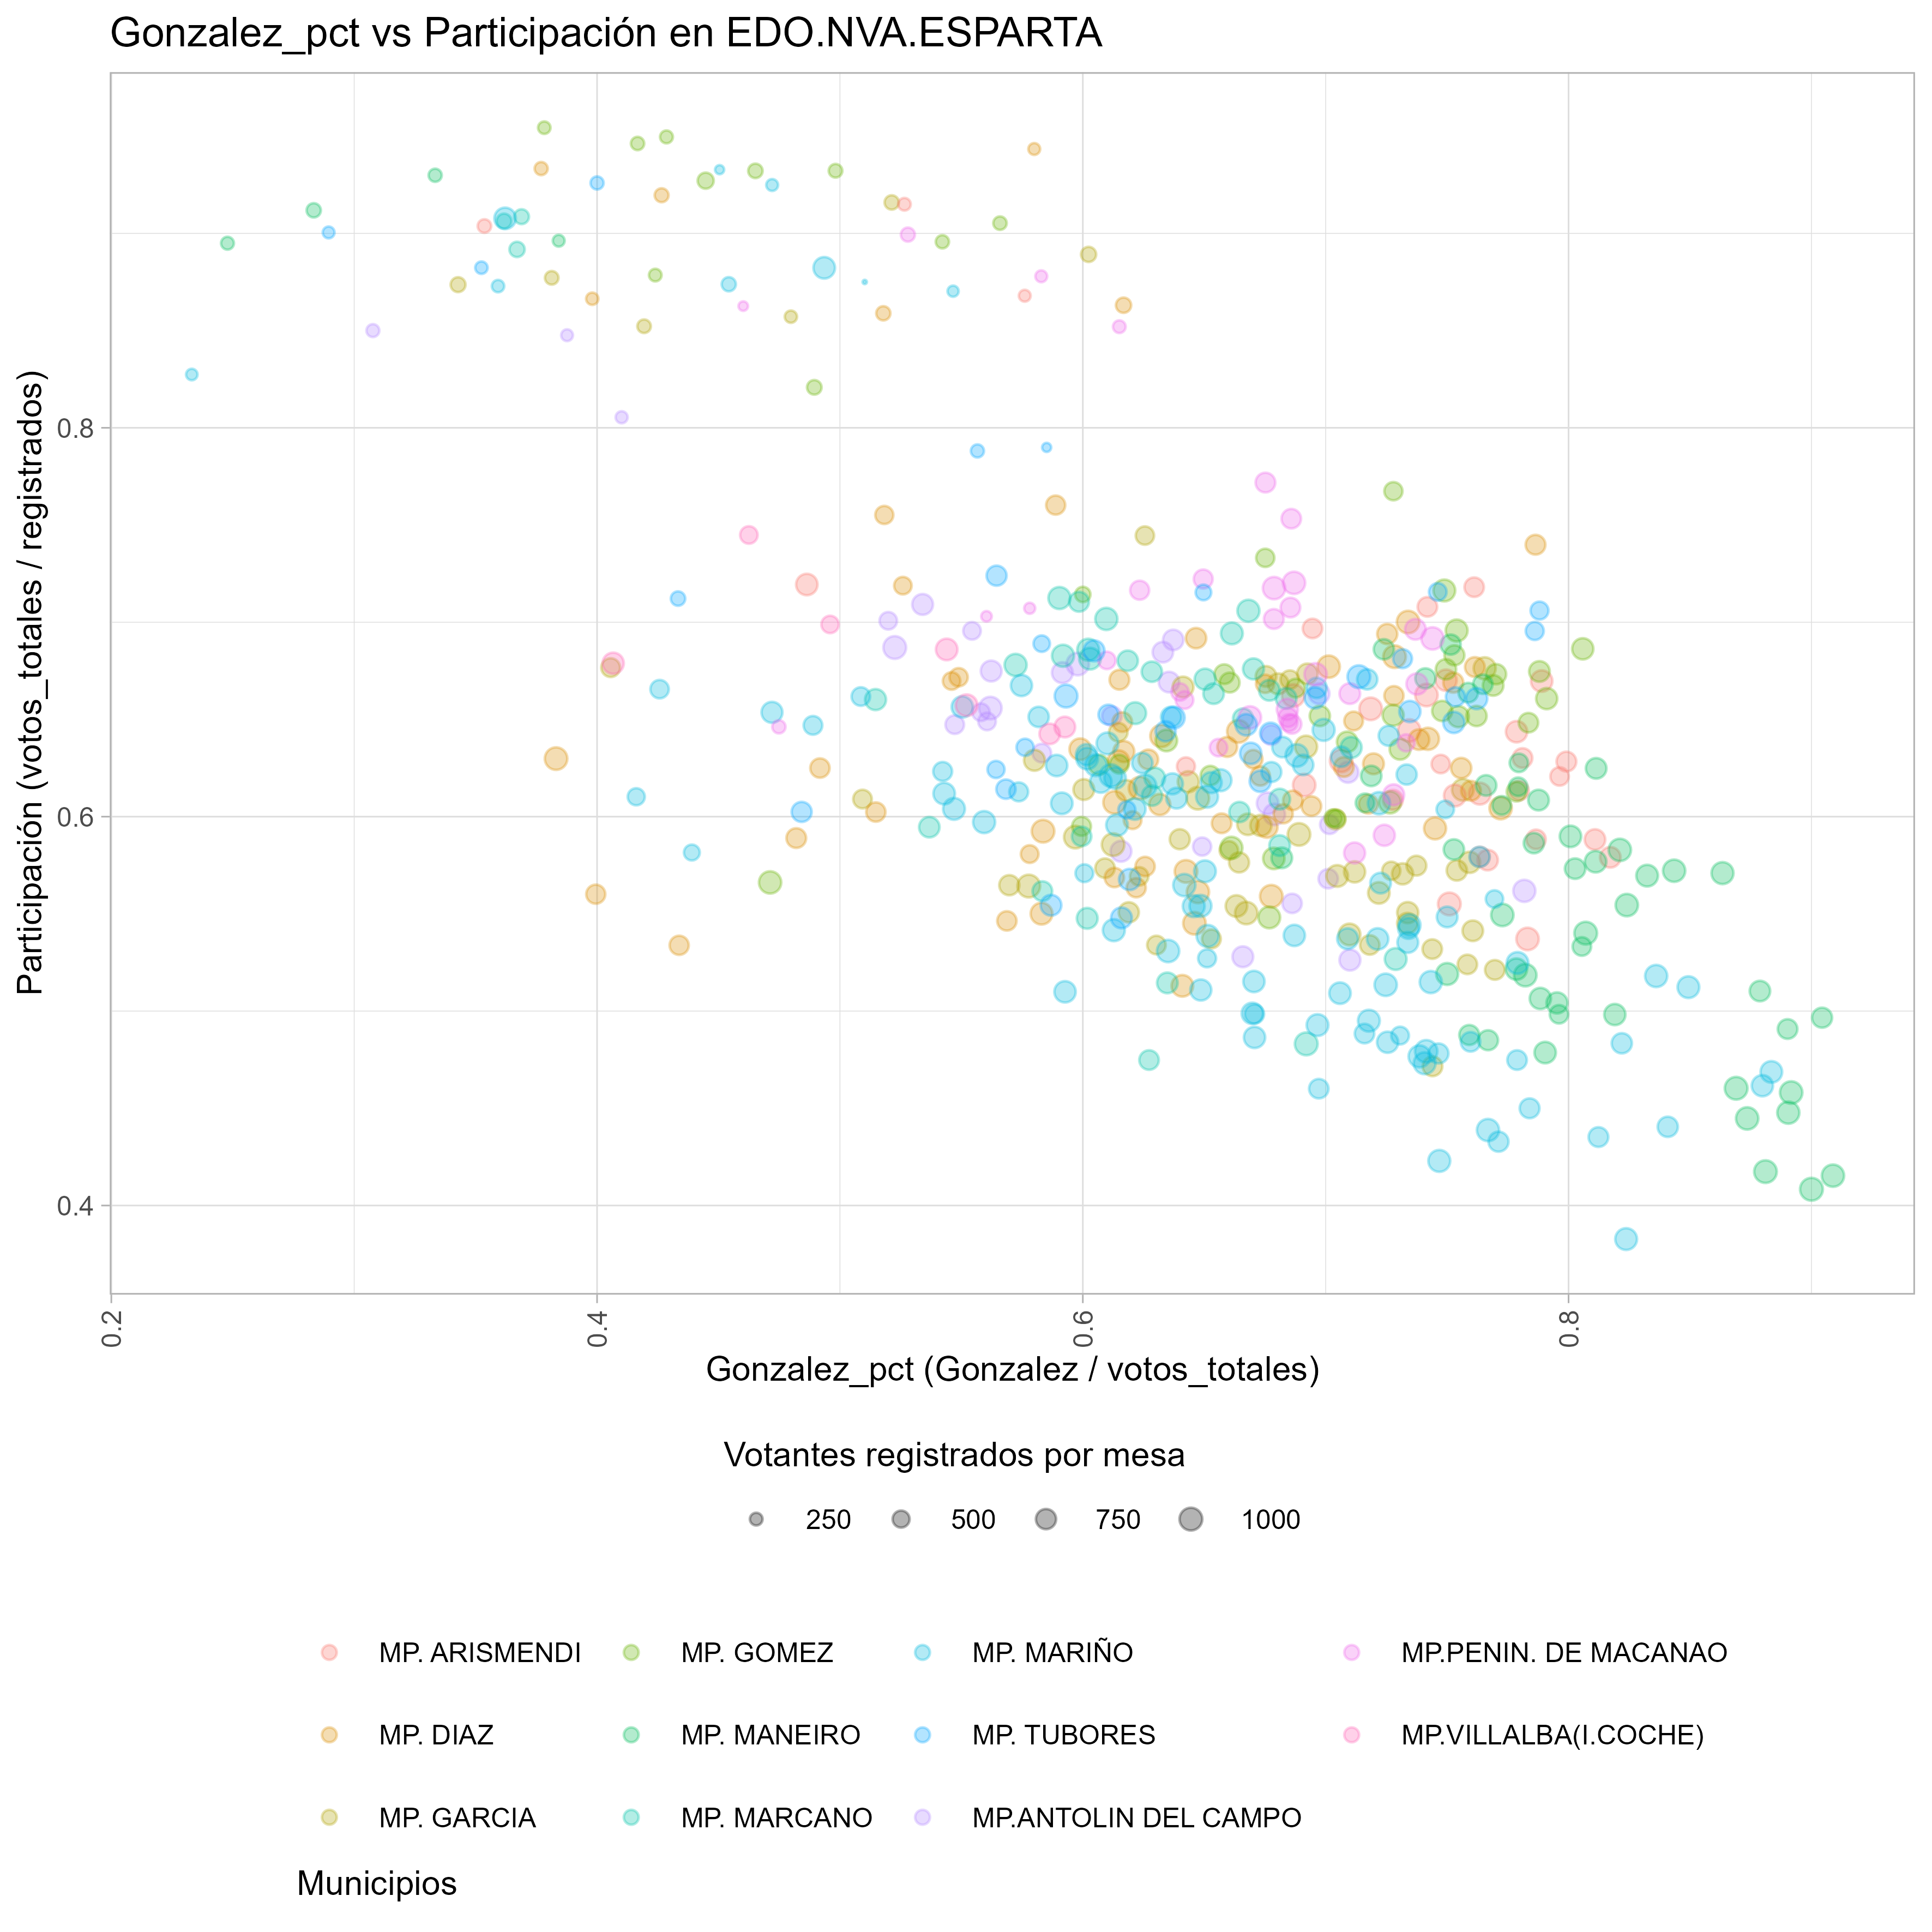 Gonzalez_pct vs Participación en EDO.NVA.ESPARTA
Participación (votos_totales / registrados)
0.8
0.6
0.4
0.2
0.4
0.6
0.8
Gonzalez_pct (Gonzalez / votos_totales)
Votantes registrados por mesa
250 500 750 1000
MP. ARISMENDI MP. GOMEZ MP. MARIÑO MP.PENIN. DE MACANAO
MP. DIAZ MP. MANEIRO MP. TUBORES MP.VILLALBA(I.COCHE)
MP. GARCIA MP. MARCANO MP.ANTOLIN DEL CAMPO
Municipios